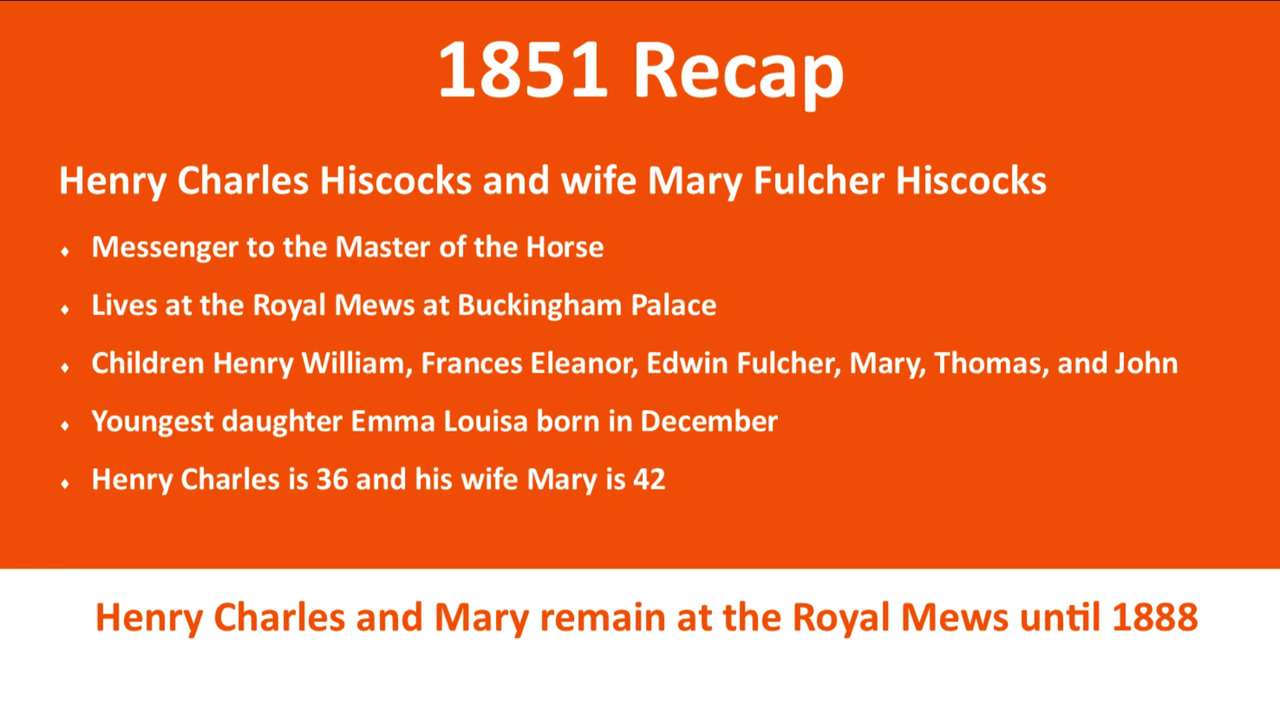 1851 Recap
Henry Charles Hiscocks and wife Mary Fulcher Hiscocks
⬧ Messenger to the Master of the Horse
⬧ Lives at the Royal Mews at Buckingham Palace
⬧ Children Henry William, Frances Eleanor, Edwin Fulcher, Mary, Thomas, and John
⬧ Youngest daughter Emma Louisa born in December
⬧ Henry Charles is 36 and his wife Mary is 42
Henry Charles and Mary remain at the Royal Mews until 1888